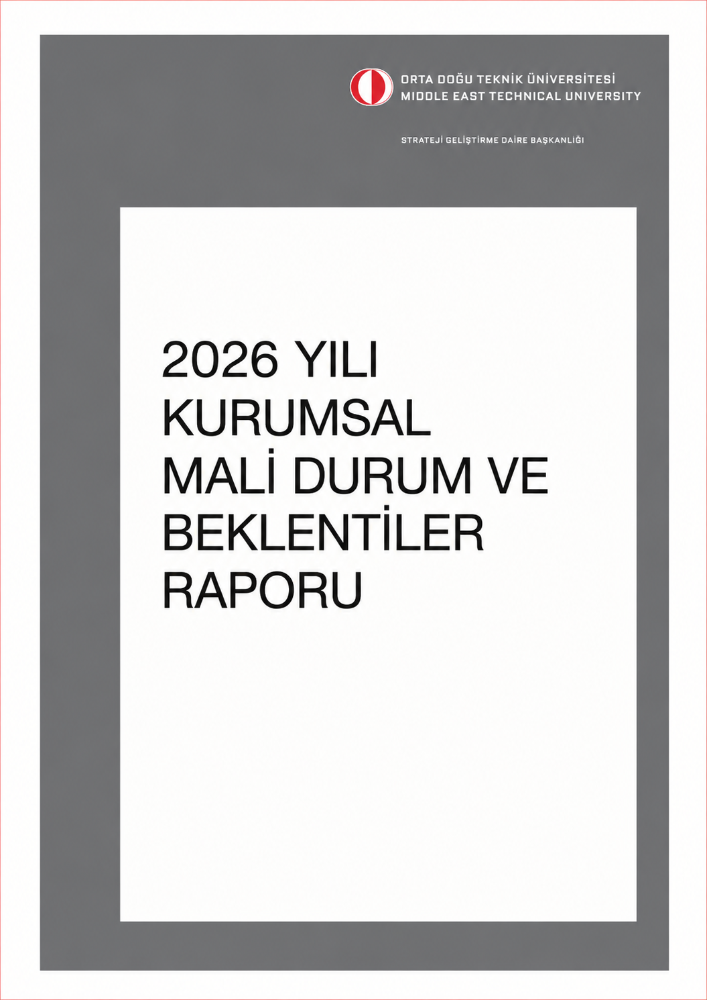 ORTA DOĞU TEKNİK ÜNİVERSİTESİ
MIDDLE EAST TECHNICAL UNIVERSITY
STRATEJİ GELİŞTİRME DAİRE BAŞKANLIĞI
2026 YILI
KURUMSAL
MALİ DURUM VE
BEKLENTİLER
RAPORU